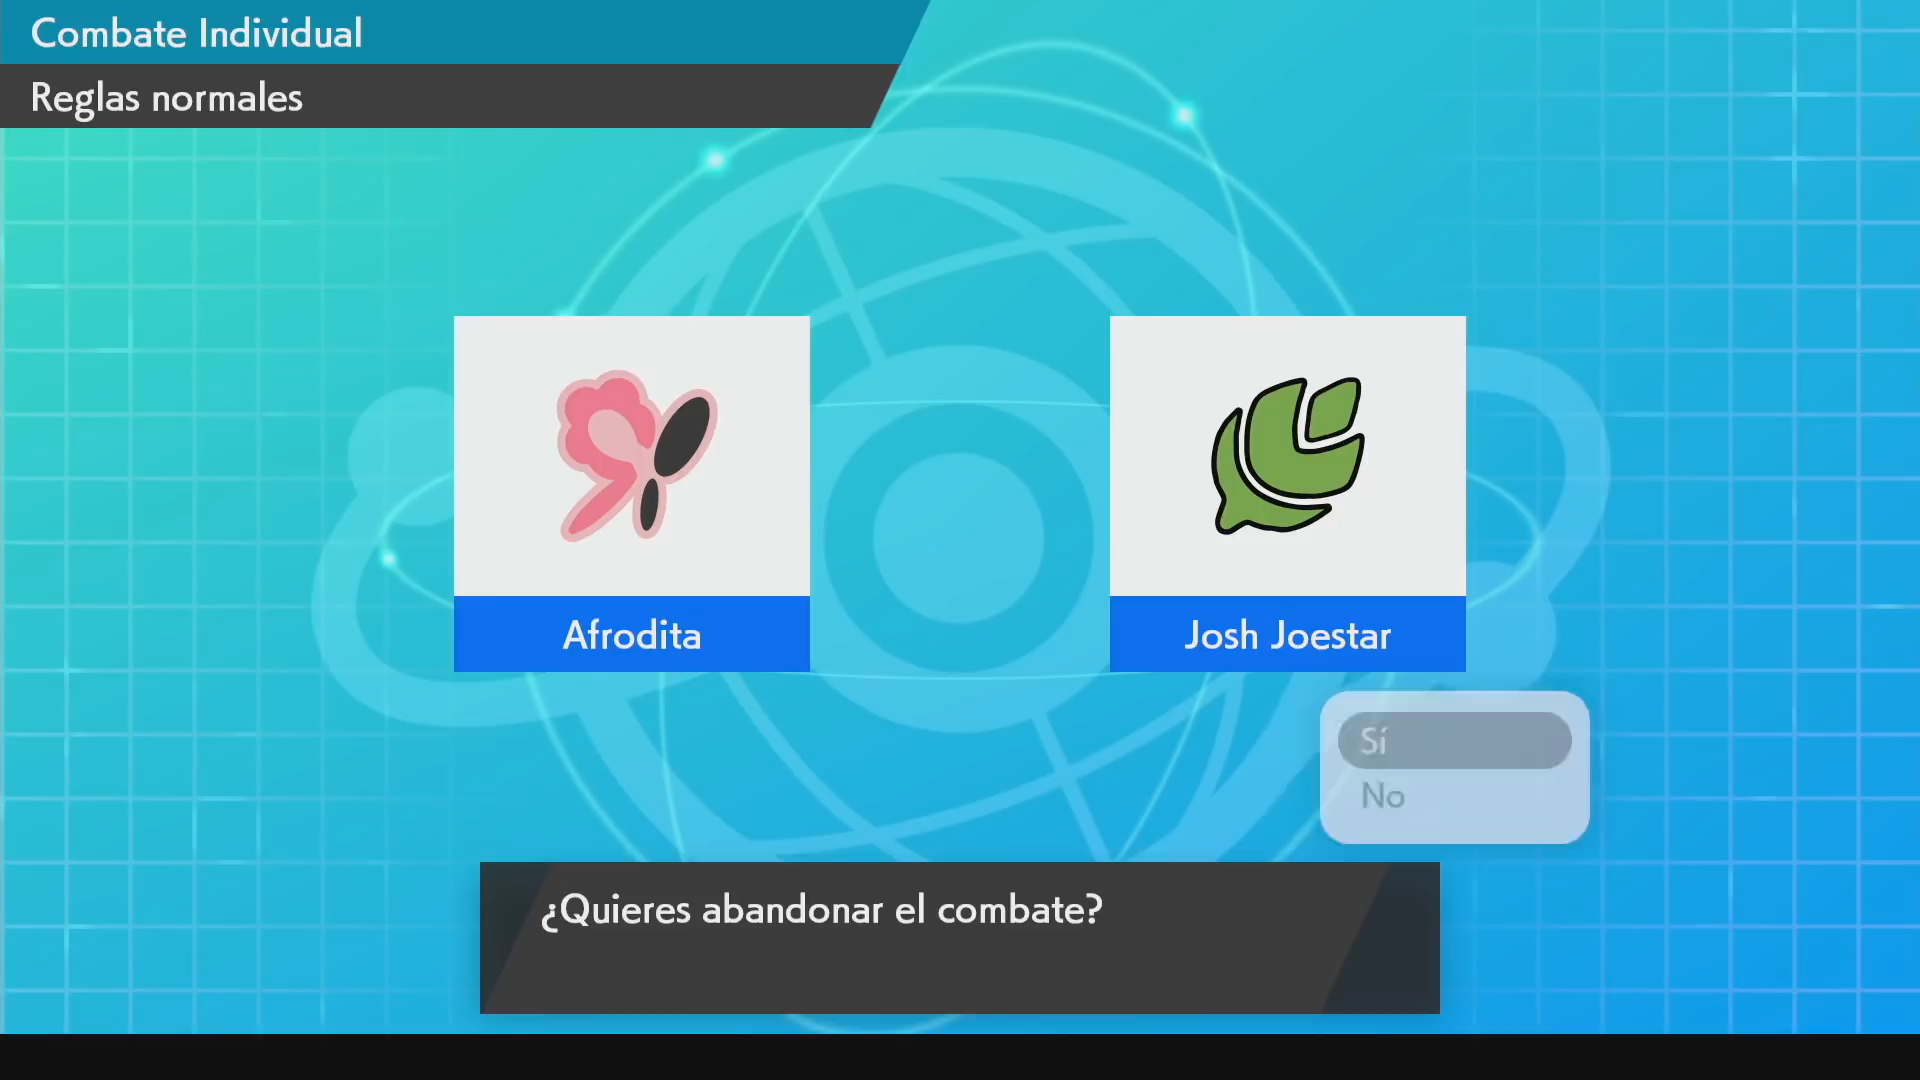 Combate Individual
Reglas normales
Afrodita
Josh Joestar
Sí
No
¿Quieres abandonar el combate?